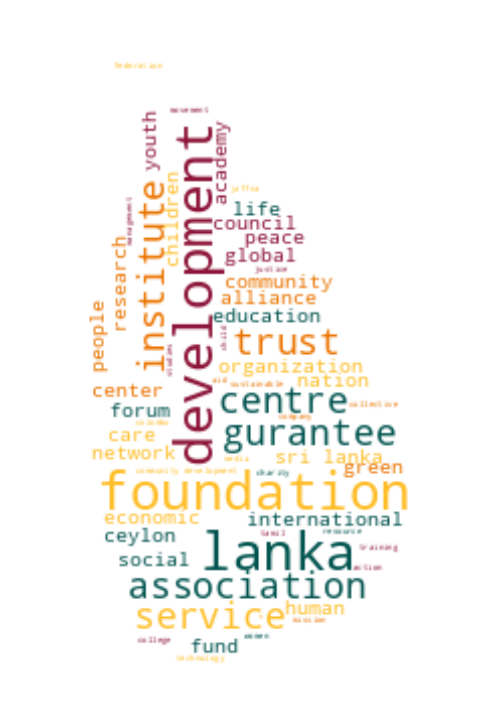 federation
movement
youth
development
academy
institute
children
jaffna
management
life
council
peace
research
global
justice
community
alliance
people
education
child
trust
studies
organization
nation
aid
sustainable
center
centre
collective
forum
company
colombo
gurantee
care
network
media
sri lanka
green
community development
charity
foundation
economic
international
ceylon
tamil
resource
lanka
training
social
action
association
service
human
mission
college
women
fund
technology